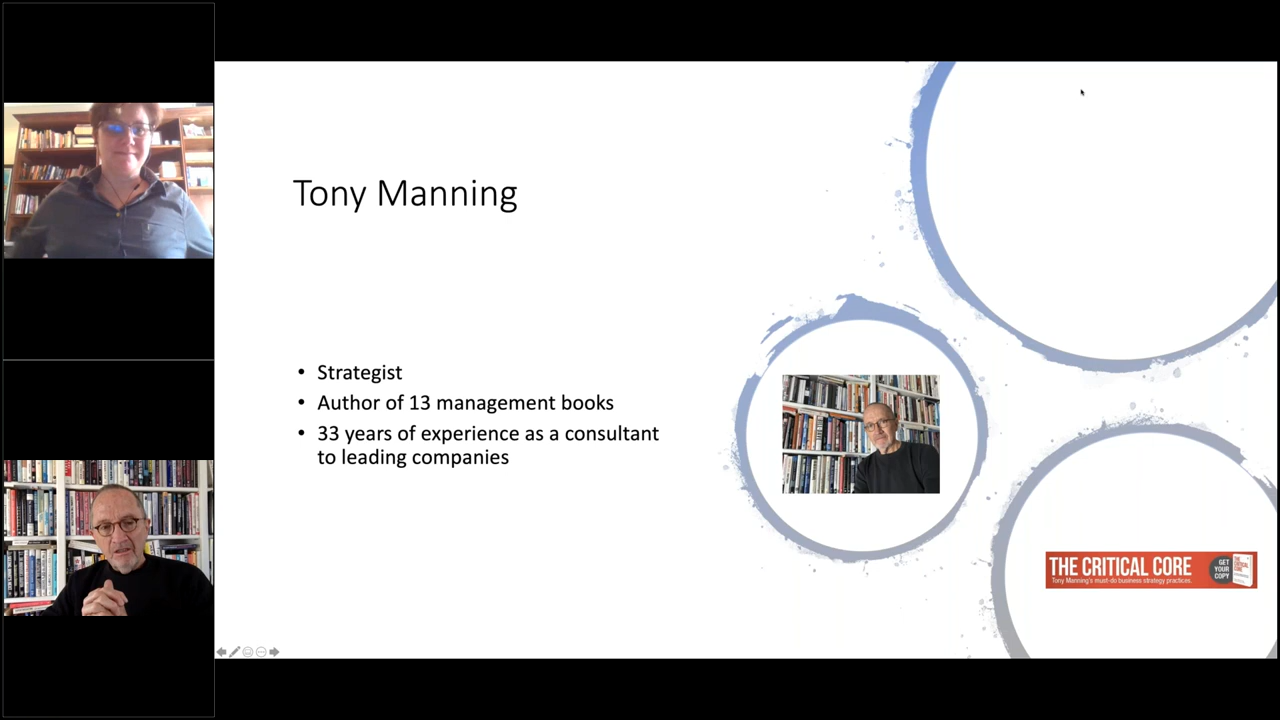 Tony Manning
• Strategist
• Author of 13 management books
• 33 years of experience as a consultant
to leading companies
THE CRITICAL CORE
Tony Manning's must-do business strategy practices.
GET
YOUR
COPY